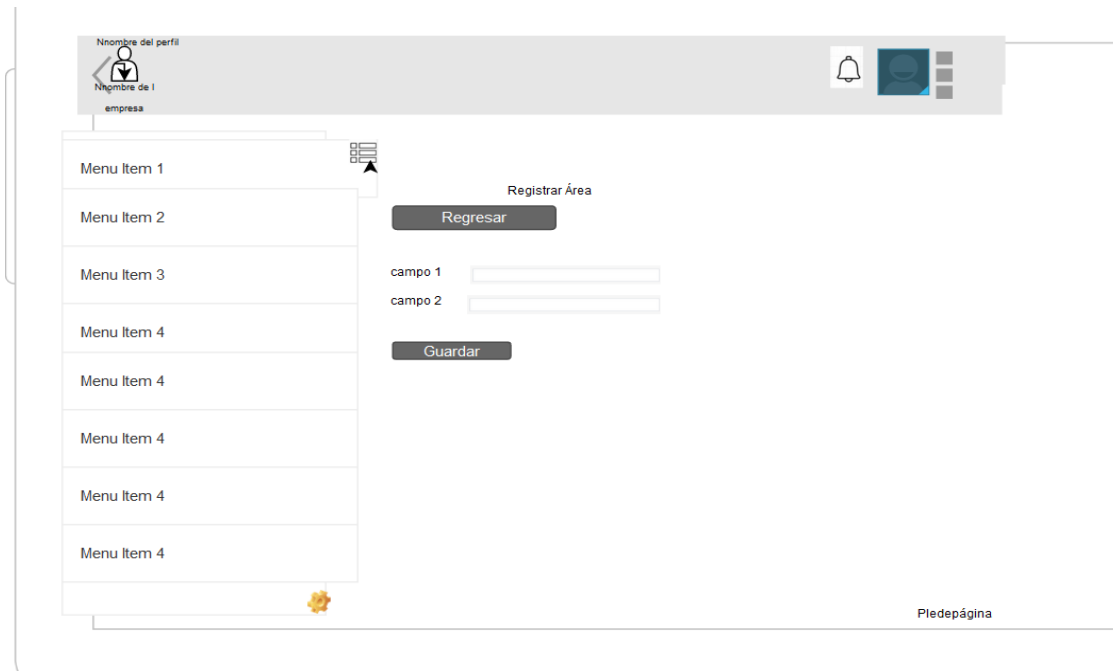 Nnombre del perfil
Nnombre de l
empresa
Menu Item 1
Menu Item 2
Menu Item 3
Menu Item 4
Menu Item 4
Menu Item 4
Menu Item 4
Menu Item 4
Registrar Área
Regresar
campo 1
campo 2
Guardar
Pledepágina